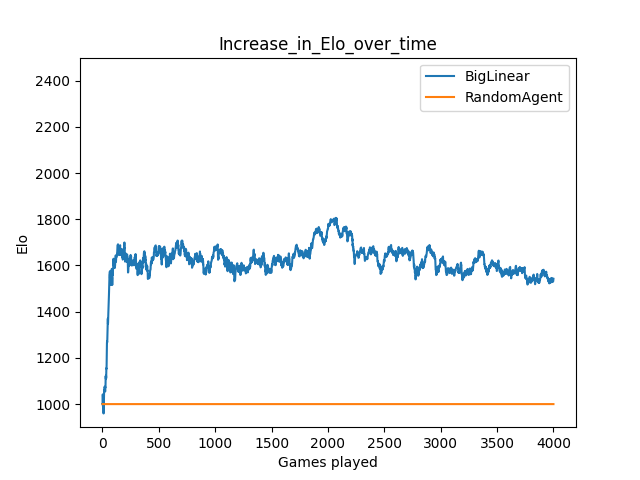 Increase_in_Elo_over_time
BigLinear
RandomAgent
2400
2200
2000
1800
1600
1400
1200
1000
Elo
0 500 1000 1500 2000 2500 3000 3500 4000
Games played